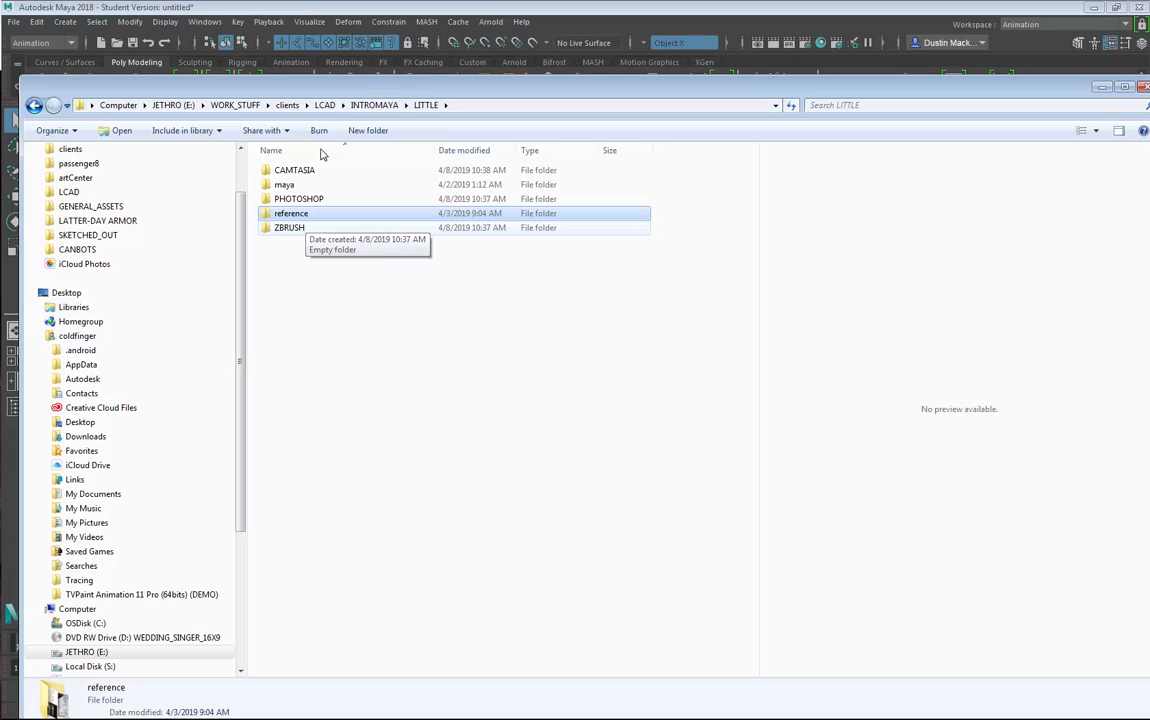 Autodesk Maya 2018 - Student Version: untitled*
File Edit Create Select Modify Display Windows Key Playback Visualize Deform Constrain MASH Cache Arnold Help
Workspace : Animation
Animation No Live Surface Object X Dustin Mack...
Curves / Surfaces Poly Modeling Sculpting Rigging Animation Rendering FX FX Caching Custom Arnold Bifrost MASH Motion Graphics XGen
Computer JETHRO (E:) WORK_STUFF clients LCAD INTROMAYA LITTLE Search LITTLE
Organize Open Include in library Share with Burn New folder
Name Date modified Type Size
CAMTASIA 4/8/2019 10:38 AM File folder
maya 4/2/2019 1:12 AM File folder
PHOTOSHOP 4/8/2019 10:37 AM File folder
reference 4/3/2019 9:04 AM File folder
ZBRUSH 4/8/2019 10:37 AM File folder
Date created: 4/8/2019 10:37 AM
Empty folder
No preview available.
clients
passenger8
artCenter
LCAD
GENERAL_ASSETS
LATTER-DAY ARMOR
SKETCHED_OUT
CANBOTS
iCloud Photos
Desktop
Libraries
Homegroup
coldfinger
.android
AppData
Autodesk
Contacts
Creative Cloud Files
Desktop
Downloads
Favorites
iCloud Drive
Links
My Documents
My Music
My Pictures
My Videos
Saved Games
Searches
Tracing
TVPaint Animation 11 Pro (64bits) (DEMO)
Computer
OSDisk (C:)
DVD RW Drive (D:) WEDDING_SINGER_16X9
JETHRO (E:)
Local Disk (S:)
reference
File folder
Date modified: 4/3/2019 9:04 AM